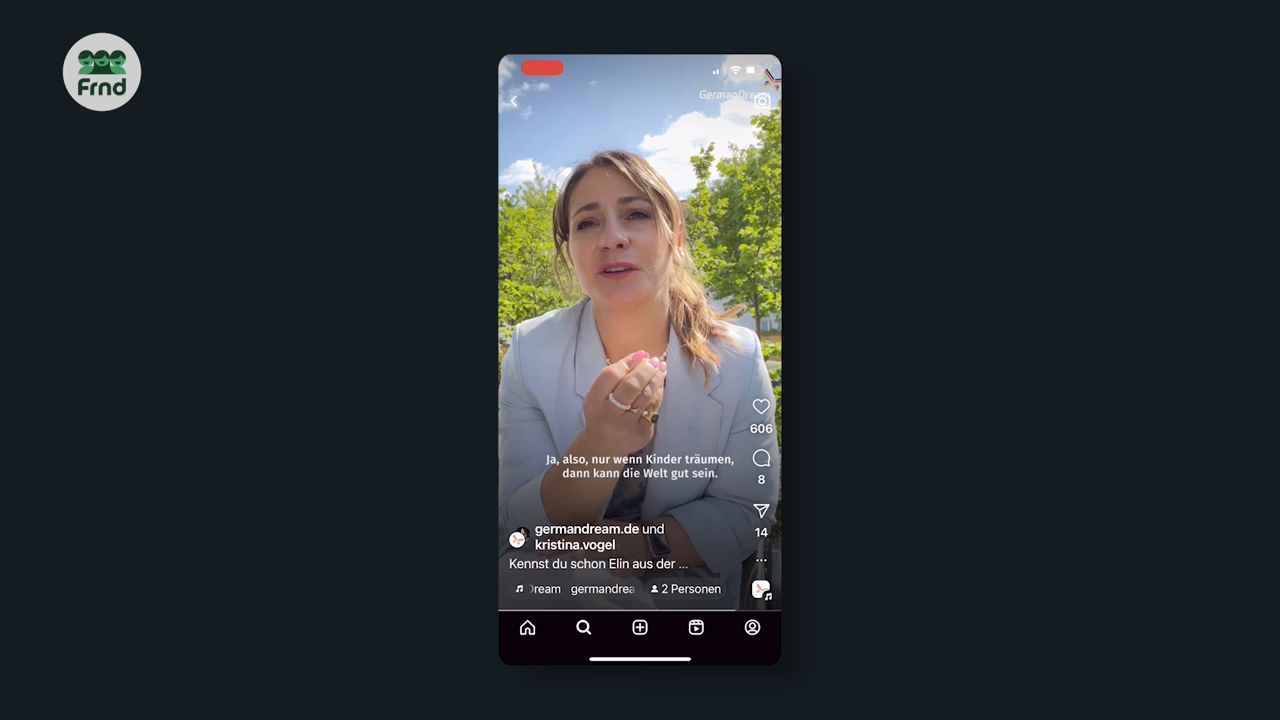 Frnd
GermanDream
Ja, also, nur wenn Kinder träumen,
dann kann die Welt gut sein.
606
8
14
germandream.de und
kristina.vogel
Kennst du schon Elin aus der ...
ream germandrea 2 Personen